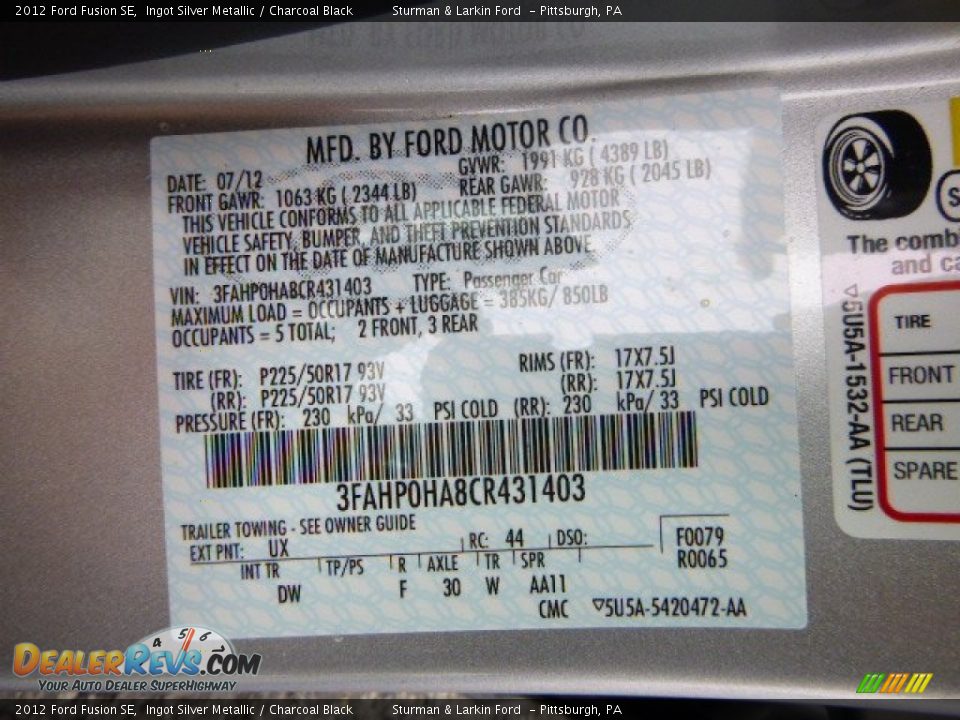 2012 Ford Fusion SE,  Ingot Silver Metallic / Charcoal Black     Sturman & Larkin Ford  - Pittsburgh, PA
MFD. BY FORD MOTOR CO.
DATE: 07/12     GVWR: 1991 KG ( 4389 LB)
FRONT GAWR: 1063 KG ( 2344 LB)     REAR GAWR: 928 KG ( 2045 LB)
THIS VEHICLE CONFORMS TO ALL APPLICABLE FEDERAL MOTOR
VEHICLE SAFETY, BUMPER, AND THEFT PREVENTION STANDARDS
IN EFFECT ON THE DATE OF MANUFACTURE SHOWN ABOVE.
VIN: 3FAHP0HA8CR431403     TYPE: Passenger Car
MAXIMUM LOAD = OCCUPANTS + LUGGAGE = 385KG/ 850LB
OCCUPANTS = 5 TOTAL;   2 FRONT, 3 REAR
TIRE (FR): P225/50R17 93V     RIMS (FR): 17X7.5J
(RR): P225/50R17 93V     (RR): 17X7.5J
PRESSURE (FR): 230 kPa/ 33 PSI COLD (RR): 230 kPa/ 33 PSI COLD
3FAHP0HA8CR431403
TRAILER TOWING - SEE OWNER GUIDE
EXT PNT: UX     RC: 44     DSO:     F0079
R0065
INT TR   TP/PS   R   AXLE   TR   SPR
DW   F   30   W   AA11
CMC   ▽5U5A-5420472-AA
The combi
and ca
▽5U5A-1532-AA (TLU)
TIRE
FRONT
REAR
SPARE
DEALERREVS.COM
YOUR AUTO DEALER SUPERHIGHWAY
4 5 6
2012 Ford Fusion SE,  Ingot Silver Metallic / Charcoal Black     Sturman & Larkin Ford  - Pittsburgh, PA